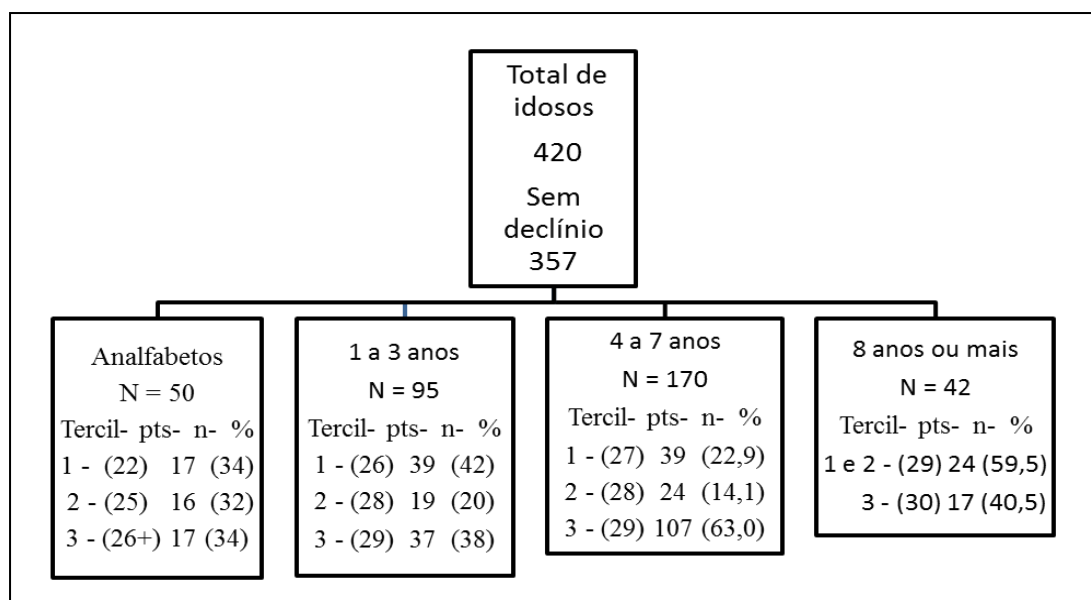 Total de
idosos
420
Sem
declínio
357
Analfabetos
N = 50
Tercil- pts- n- %
1 - (22) 17 (34)
2 - (25) 16 (32)
3 - (26+) 17 (34)
1 a 3 anos
N = 95
Tercil- pts- n- %
1 - (26) 39 (42)
2 - (28) 19 (20)
3 - (29) 37 (38)
4 a 7 anos
N = 170
Tercil- pts- n- %
1 - (27) 39 (22,9)
2 - (28) 24 (14,1)
3 - (29) 107 (63,0)
8 anos ou mais
N = 42
Tercil- pts- n- %
1 e 2 - (29) 24 (59,5)
3 - (30) 17 (40,5)